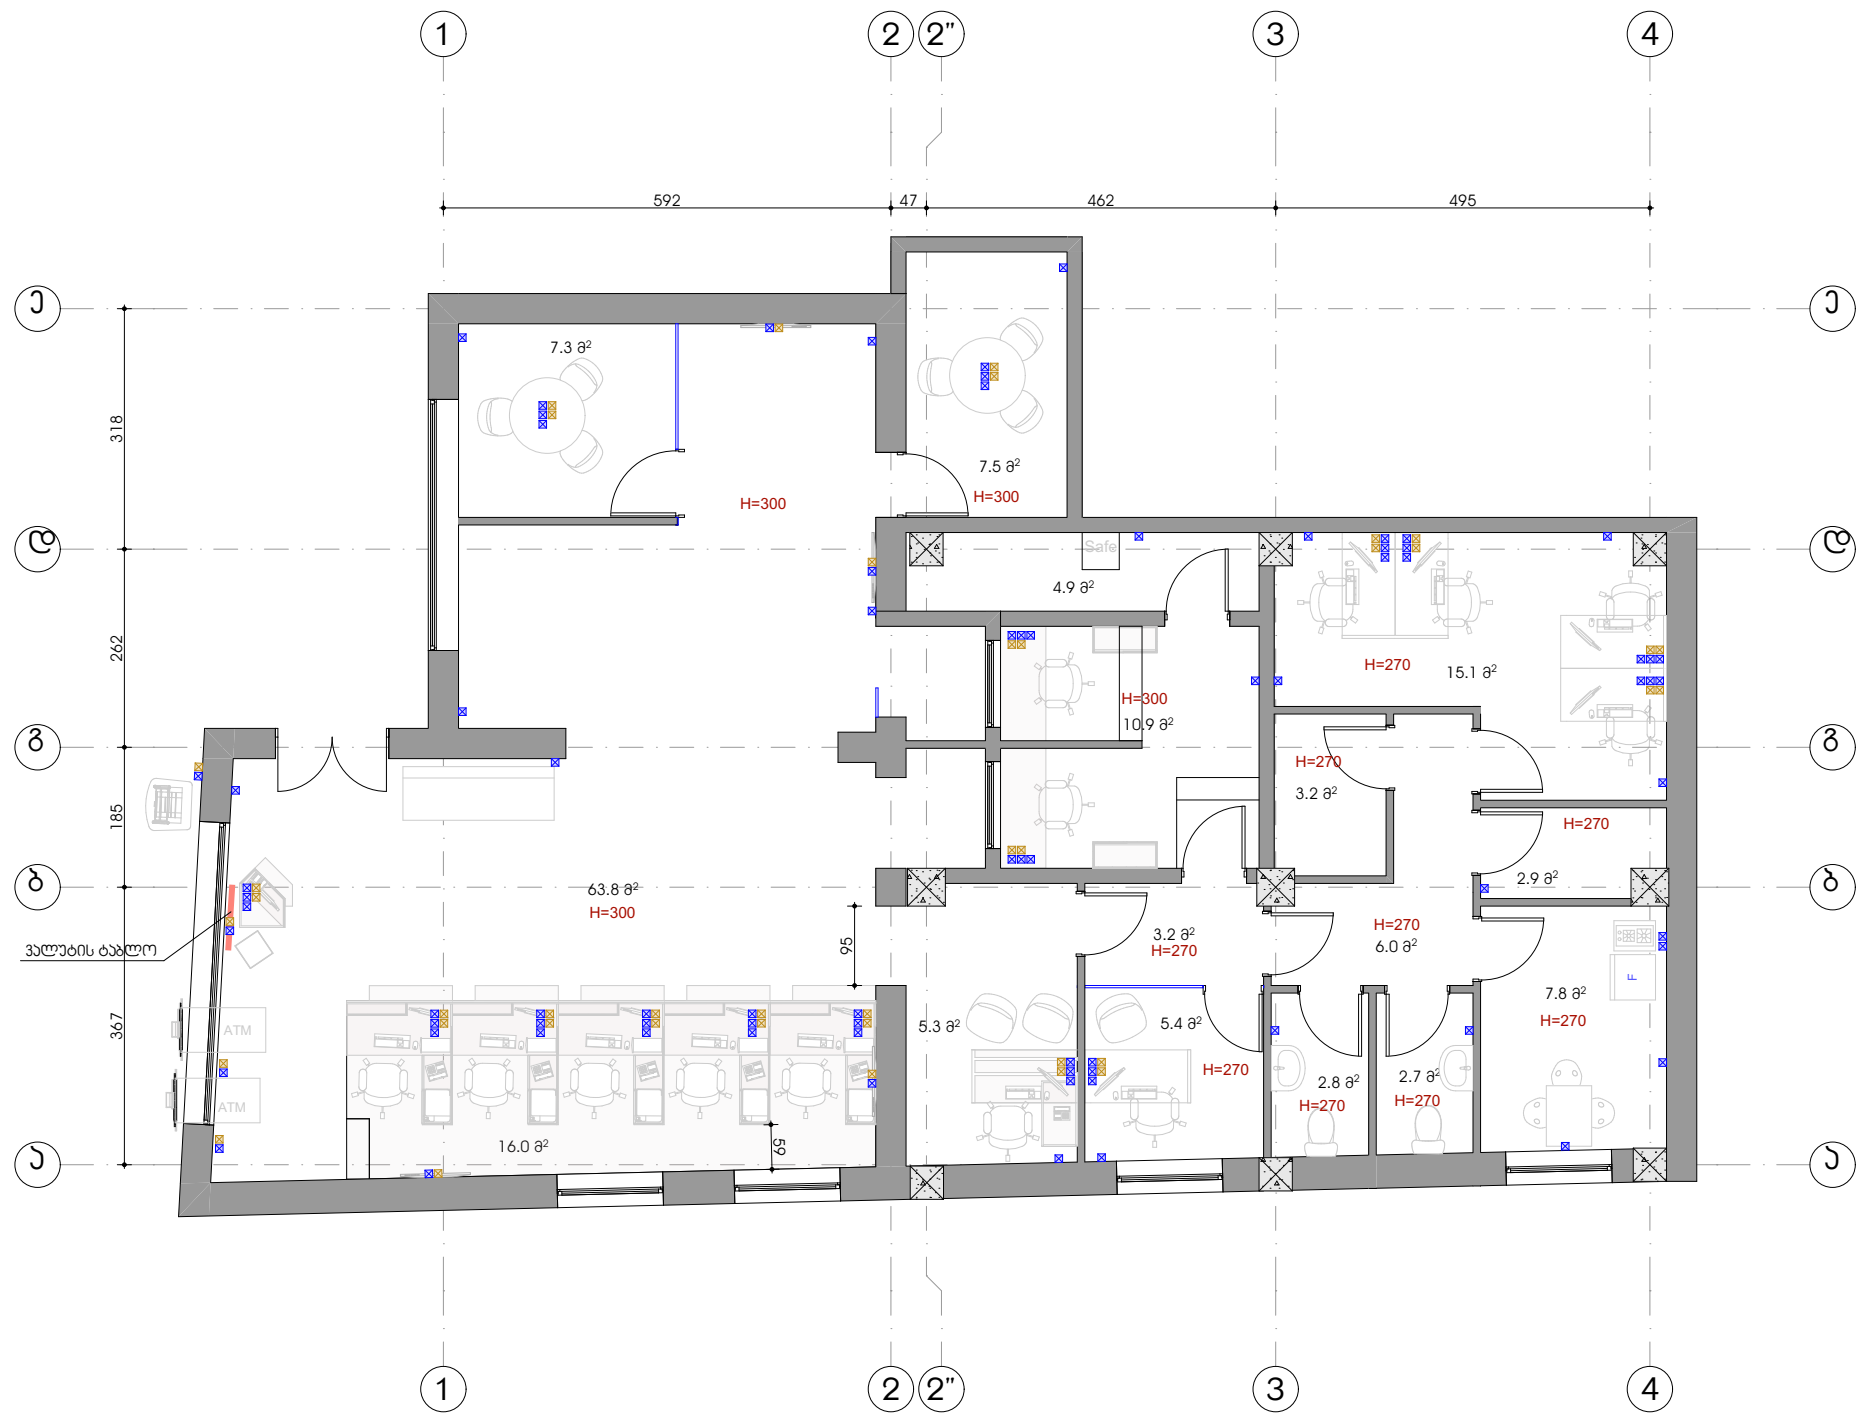 1 2 2" 3 4
592 47 462 495
ე ე
7.3 მ²
318
7.5 მ²
H=300 H=300
დ დ
Safe
4.9 მ²
262
H=270 15.1 მ²
H=300
10.9 მ²
გ გ
H=270
3.2 მ²
185
H=270
2.9 მ²
ბ 63.8 მ² ბ
H=300
H=270
3.2 მ² 6.0 მ²
95
H=270
ვალუტის ტაბლო
F
7.8 მ²
H=270
367
ATM
5.3 მ² 5.4 მ²
H=270
2.8 მ² 2.7 მ²
H=270 H=270
ATM
16.0 მ²
59
ა ა
1 2 2" 3 4